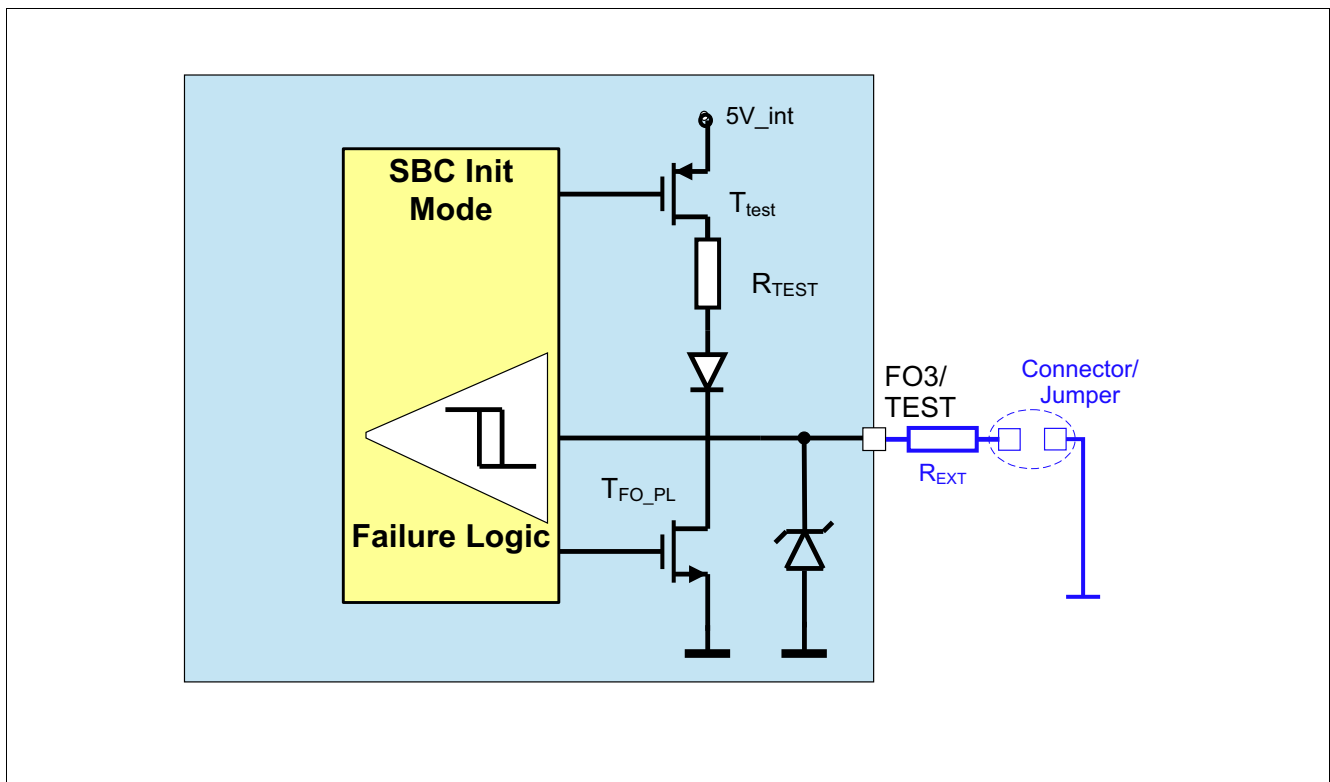 5V_int
SBC Init
Mode
Ttest
RTEST
FO3/
TEST
Connector/
Jumper
REXT
TFO_PL
Failure Logic